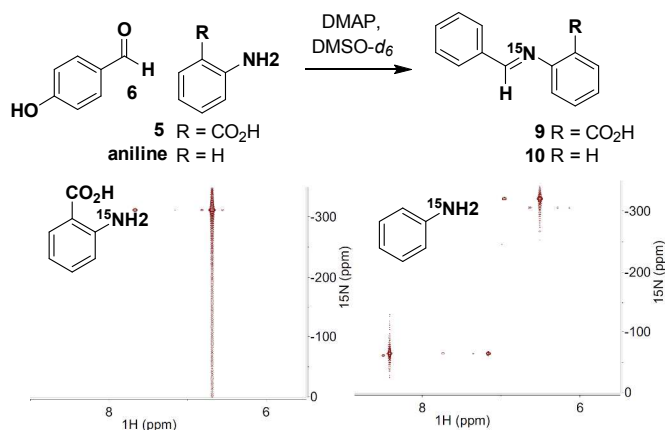 O
H
HO
6
R
NH2
5 R = CO2H
aniline R = H
DMAP,
DMSO-d6
R
15N
H
9 R = CO2H
10 R = H
CO2H
15NH2
-300
-200
-100
0
15N (ppm)
8
6
1H (ppm)
15NH2
-300
-200
-100
0
15N (ppm)
8
6
1H (ppm)